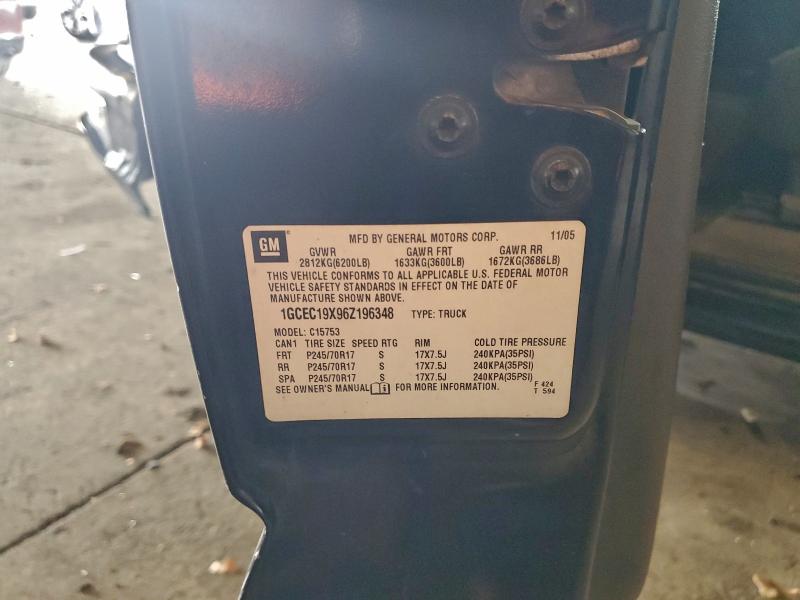 GM MFD BY GENERAL MOTORS CORP. 11/05
GVWR GAWR FRT GAWR RR
2812KG(6200LB) 1633KG(3600LB) 1672KG(3686LB)
THIS VEHICLE CONFORMS TO ALL APPLICABLE U.S. FEDERAL MOTOR
VEHICLE SAFETY STANDARDS IN EFFECT ON THE DATE OF
MANUFACTURE SHOWN ABOVE.
1GCEC19X96Z196348 TYPE: TRUCK
MODEL: C15753
CAN1 TIRE SIZE SPEED RTG RIM COLD TIRE PRESSURE
FRT P245/70R17 S 17X7.5J 240KPA(35PSI)
RR P245/70R17 S 17X7.5J 240KPA(35PSI)
SPA P245/70R17 S 17X7.5J 240KPA(35PSI)
SEE OWNER'S MANUAL i FOR MORE INFORMATION. F 424
T 594